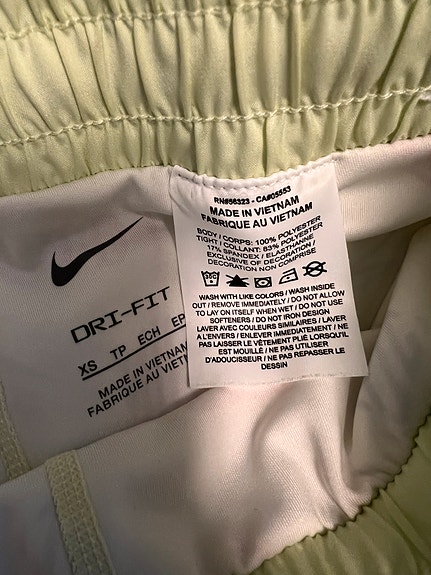 RN#56323 - CA#05553
MADE IN VIETNAM
FABRIQUE AU VIETNAM
BODY / CORPS: 100% POLYESTER
TIGHT / COLLANT: 83% POLYESTER
17% SPANDEX / ELASTHANNE
EXCLUSIVE OF DECORATION /
DECORATION NON COMPRISE
WASH WITH LIKE COLORS / WASH INSIDE
OUT / REMOVE IMMEDIATELY / DO NOT ALLOW
TO LAY ON ITSELF WHEN WET / DO NOT USE
SOFTENERS / DO NOT IRON DESIGN
LAVER AVEC COULEURS SIMILAIRES / LAVER
A L'ENVERS / ENLEVER IMMEDIATEMENT / NE
PAS LAISSER LE VÊTEMENT PLIÉ LORSQU'IL
EST MOUILLÉ / NE PAS UTILISER
D'ADOUCISSEUR / NE PAS REPASSER LE
DESSIN
DRI-FIT
XS TP ECH EP
MADE IN VIETNAM
FABRIQUE AU VIET